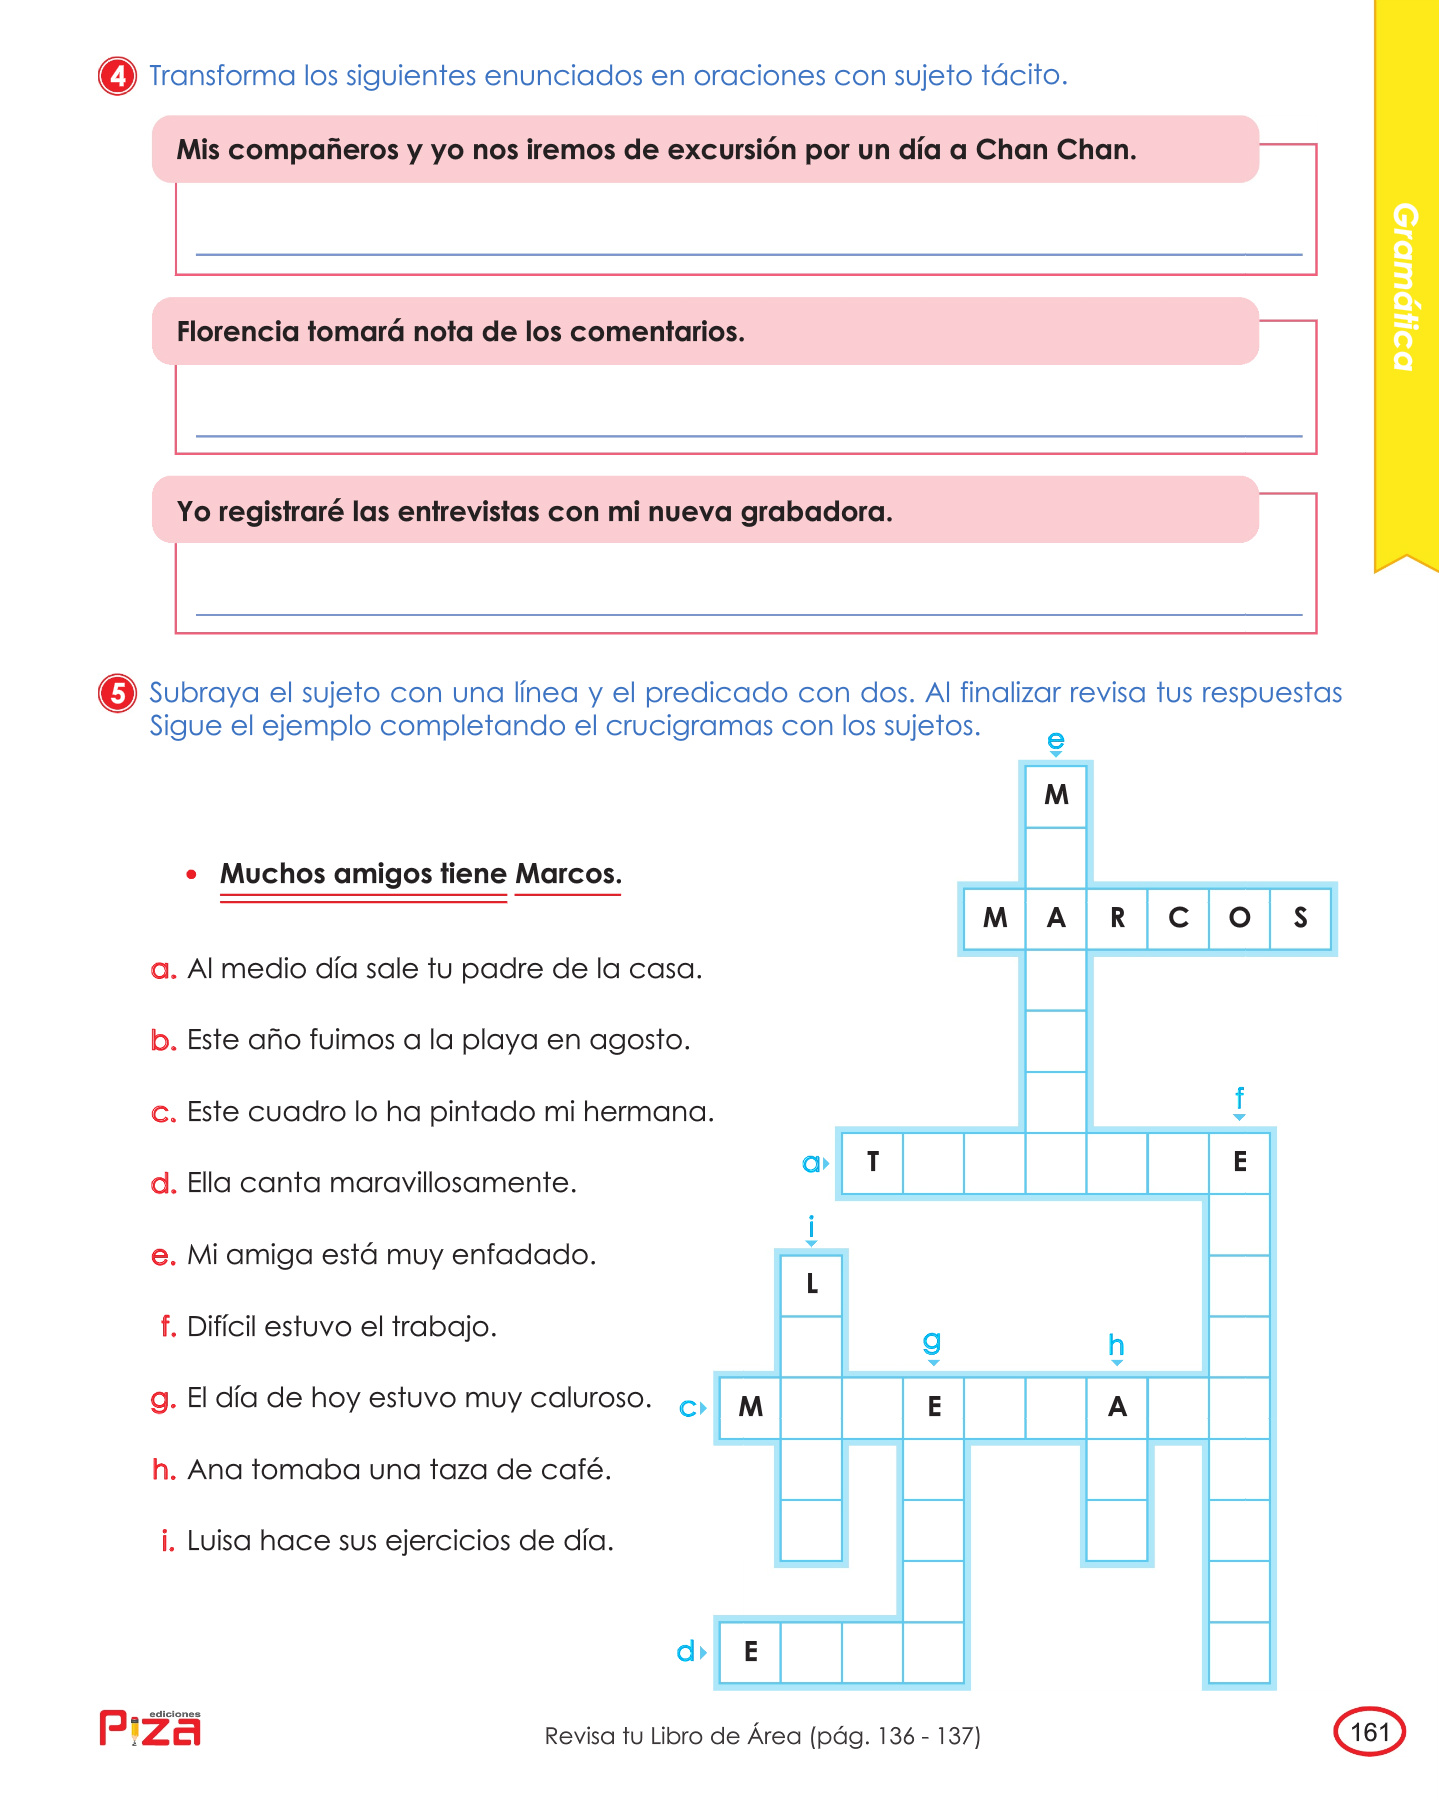 4 Transforma los siguientes enunciados en oraciones con sujeto tácito.
Mis compañeros y yo nos iremos de excursión por un día a Chan Chan.
Florencia tomará nota de los comentarios.
Yo registraré las entrevistas con mi nueva grabadora.
Gramática
5 Subraya el sujeto con una línea y el predicado con dos. Al finalizar revisa tus respuestas
Sigue el ejemplo completando el crucigramas con los sujetos.
• Muchos amigos tiene Marcos.
a. Al medio día sale tu padre de la casa.
b. Este año fuimos a la playa en agosto.
c. Este cuadro lo ha pintado mi hermana.
d. Ella canta maravillosamente.
e. Mi amiga está muy enfadado.
f. Difícil estuvo el trabajo.
g. El día de hoy estuvo muy caluroso.
h. Ana tomaba una taza de café.
i. Luisa hace sus ejercicios de día.
e
M
M A R C O S
f
a T E
i
L
g h
c M E A
d E
ediciones
Piza
Revisa tu Libro de Área (pág. 136 - 137)
161